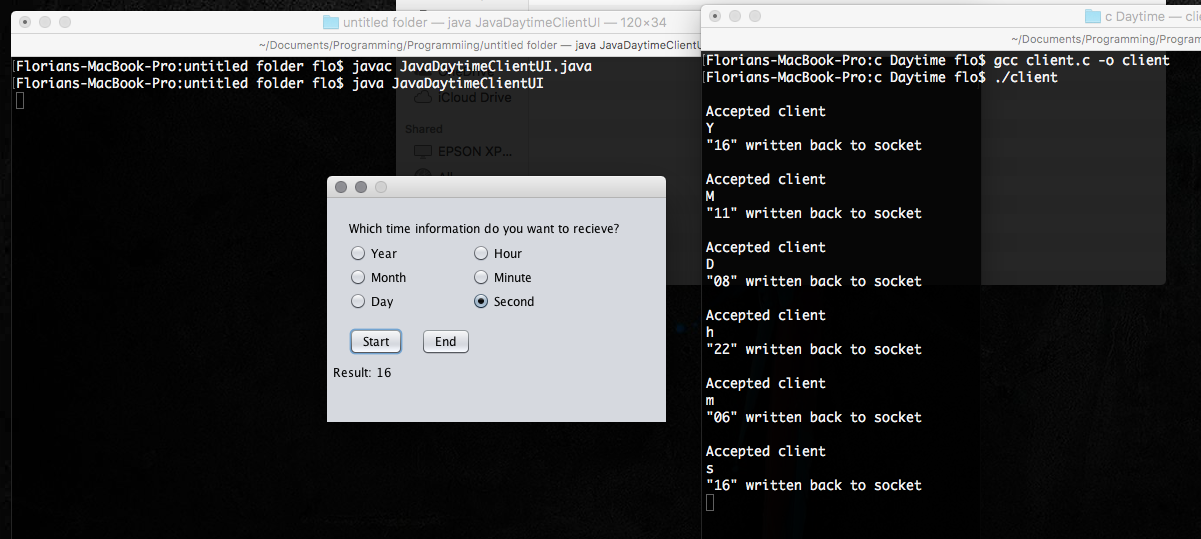 untitled folder — java JavaDaytimeClientUI — 120×34
~/Documents/Programming/Programmiing/untitled folder — java JavaDaytimeClientUI
[Florians-MacBook-Pro:untitled folder flo$ javac JavaDaytimeClientUI.java
[Florians-MacBook-Pro:untitled folder flo$ java JavaDaytimeClientUI
iCloud Drive
Shared
EPSON XP...
Which time information do you want to recieve?
Year
Hour
Month
Minute
Day
Second
Start
End
Result: 16
c Daytime — cli
~/Documents/Programming/Programm
[Florians-MacBook-Pro:c Daytime flo$ gcc client.c -o client
[Florians-MacBook-Pro:c Daytime flo$ ./client
Accepted client
Y
"16" written back to socket
Accepted client
M
"11" written back to socket
Accepted client
D
"08" written back to socket
Accepted client
h
"22" written back to socket
Accepted client
m
"06" written back to socket
Accepted client
s
"16" written back to socket